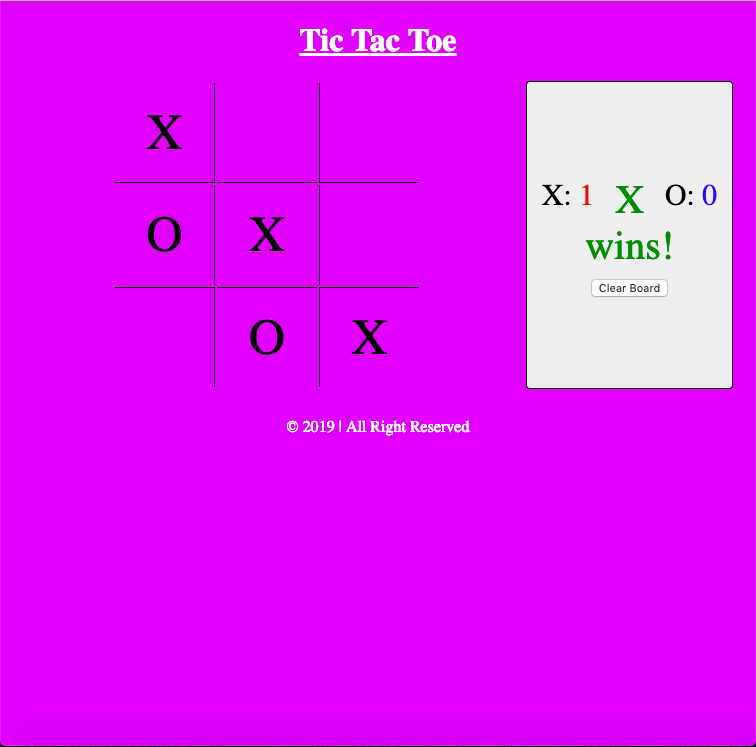 Tic Tac Toe
X
O X
O X
X: 1 X O: 0
wins!
Clear Board
© 2019 | All Right Reserved